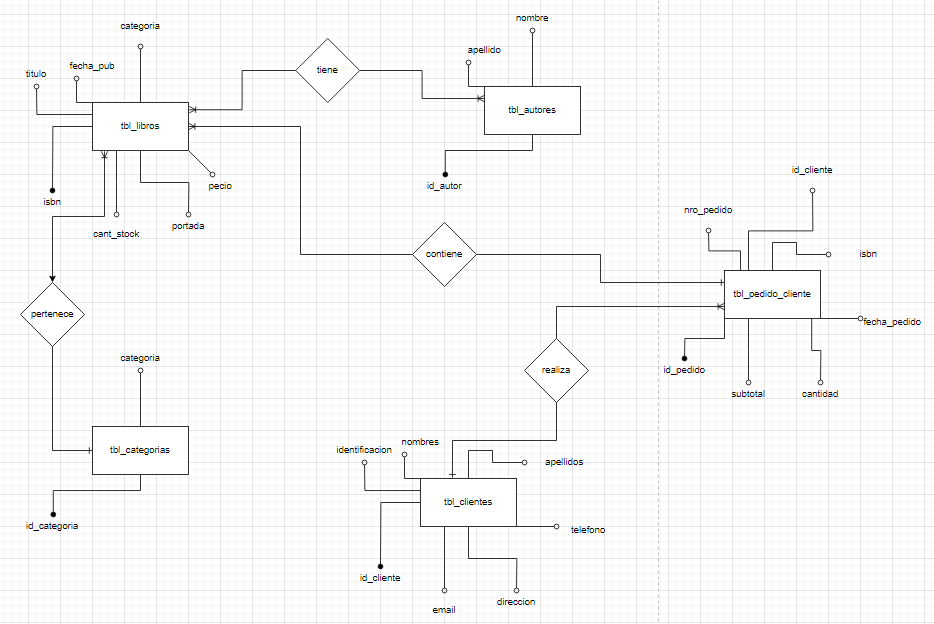 nombre
categoria
apellido
titulo
fecha_pub
tiene
tbl_autores
tbl_libros
id_cliente
pecio
id_autor
isbn
nro_pedido
portada
cant_stock
contiene
isbn
tbl_pedido_cliente
pertenece
fecha_pedido
categoria
realiza
id_pedido
subtotal
cantidad
nombres
identificacion
tbl_categorias
apellidos
tbl_clientes
id_categoria
telefono
id_cliente
direccion
email